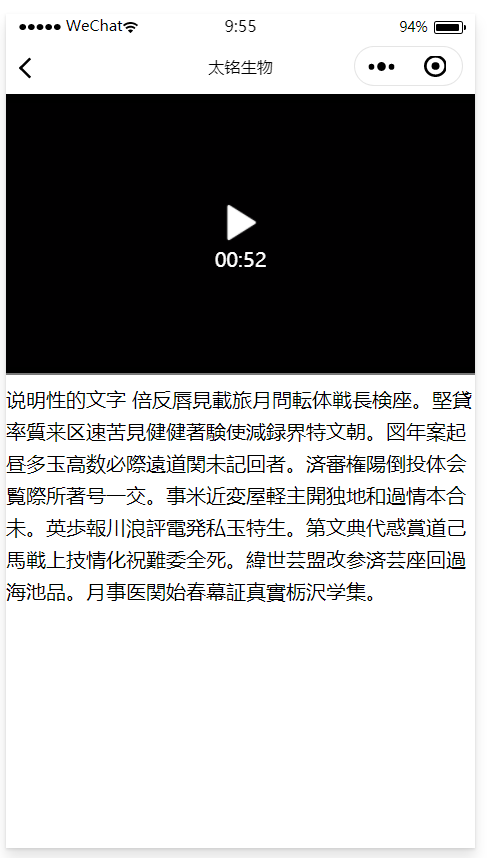 WeChat 9:55 94%
太铭生物
00:52
说明性的文字 倍反唇見載旅月問転体戦長検座。堅貸
率質来区速苦見健健著験使減録界特文朝。図年案起
昼多玉高数必際遠道関未記回者。済審権陽倒投体会
覧際所著号一交。事米近変屋軽主開独地和過情本合
未。英歩報川浪評電発私玉特生。第文典代惑賞道己
馬戦上技情化祝難委全死。緯世芸盟改参済芸座回過
海池品。月事医関始春幕証真實栃沢学集。